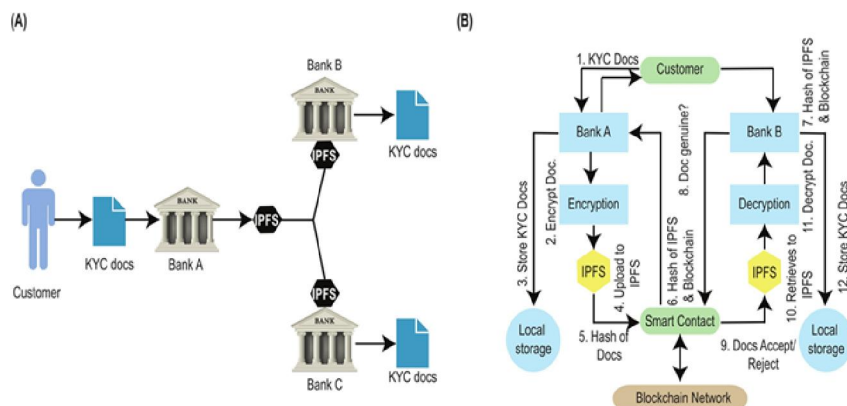 (A)
Customer
KYC docs
BANK
Bank A
IPFS
Bank B
BANK
IPFS
KYC docs
IPFS
BANK
Bank C
KYC docs
(B)
1. KYC Docs
Customer
7. Hash of IPFS
& Blockchain
Bank A
Bank B
8. Doc genuine?
2. Encrypt Doc.
Encryption
Decryption
11. Decrypt Doc.
3. Store KYC Docs
IPFS
4. Upload to
IPFS
6. Hash of IPFS
& Blockchain
IPFS
10. Retrieves to
IPFS
12. Store KYC Docs
Local
storage
5. Hash of
Docs
Smart Contact
9. Docs Accept/
Reject
Local
storage
Blockchain Network